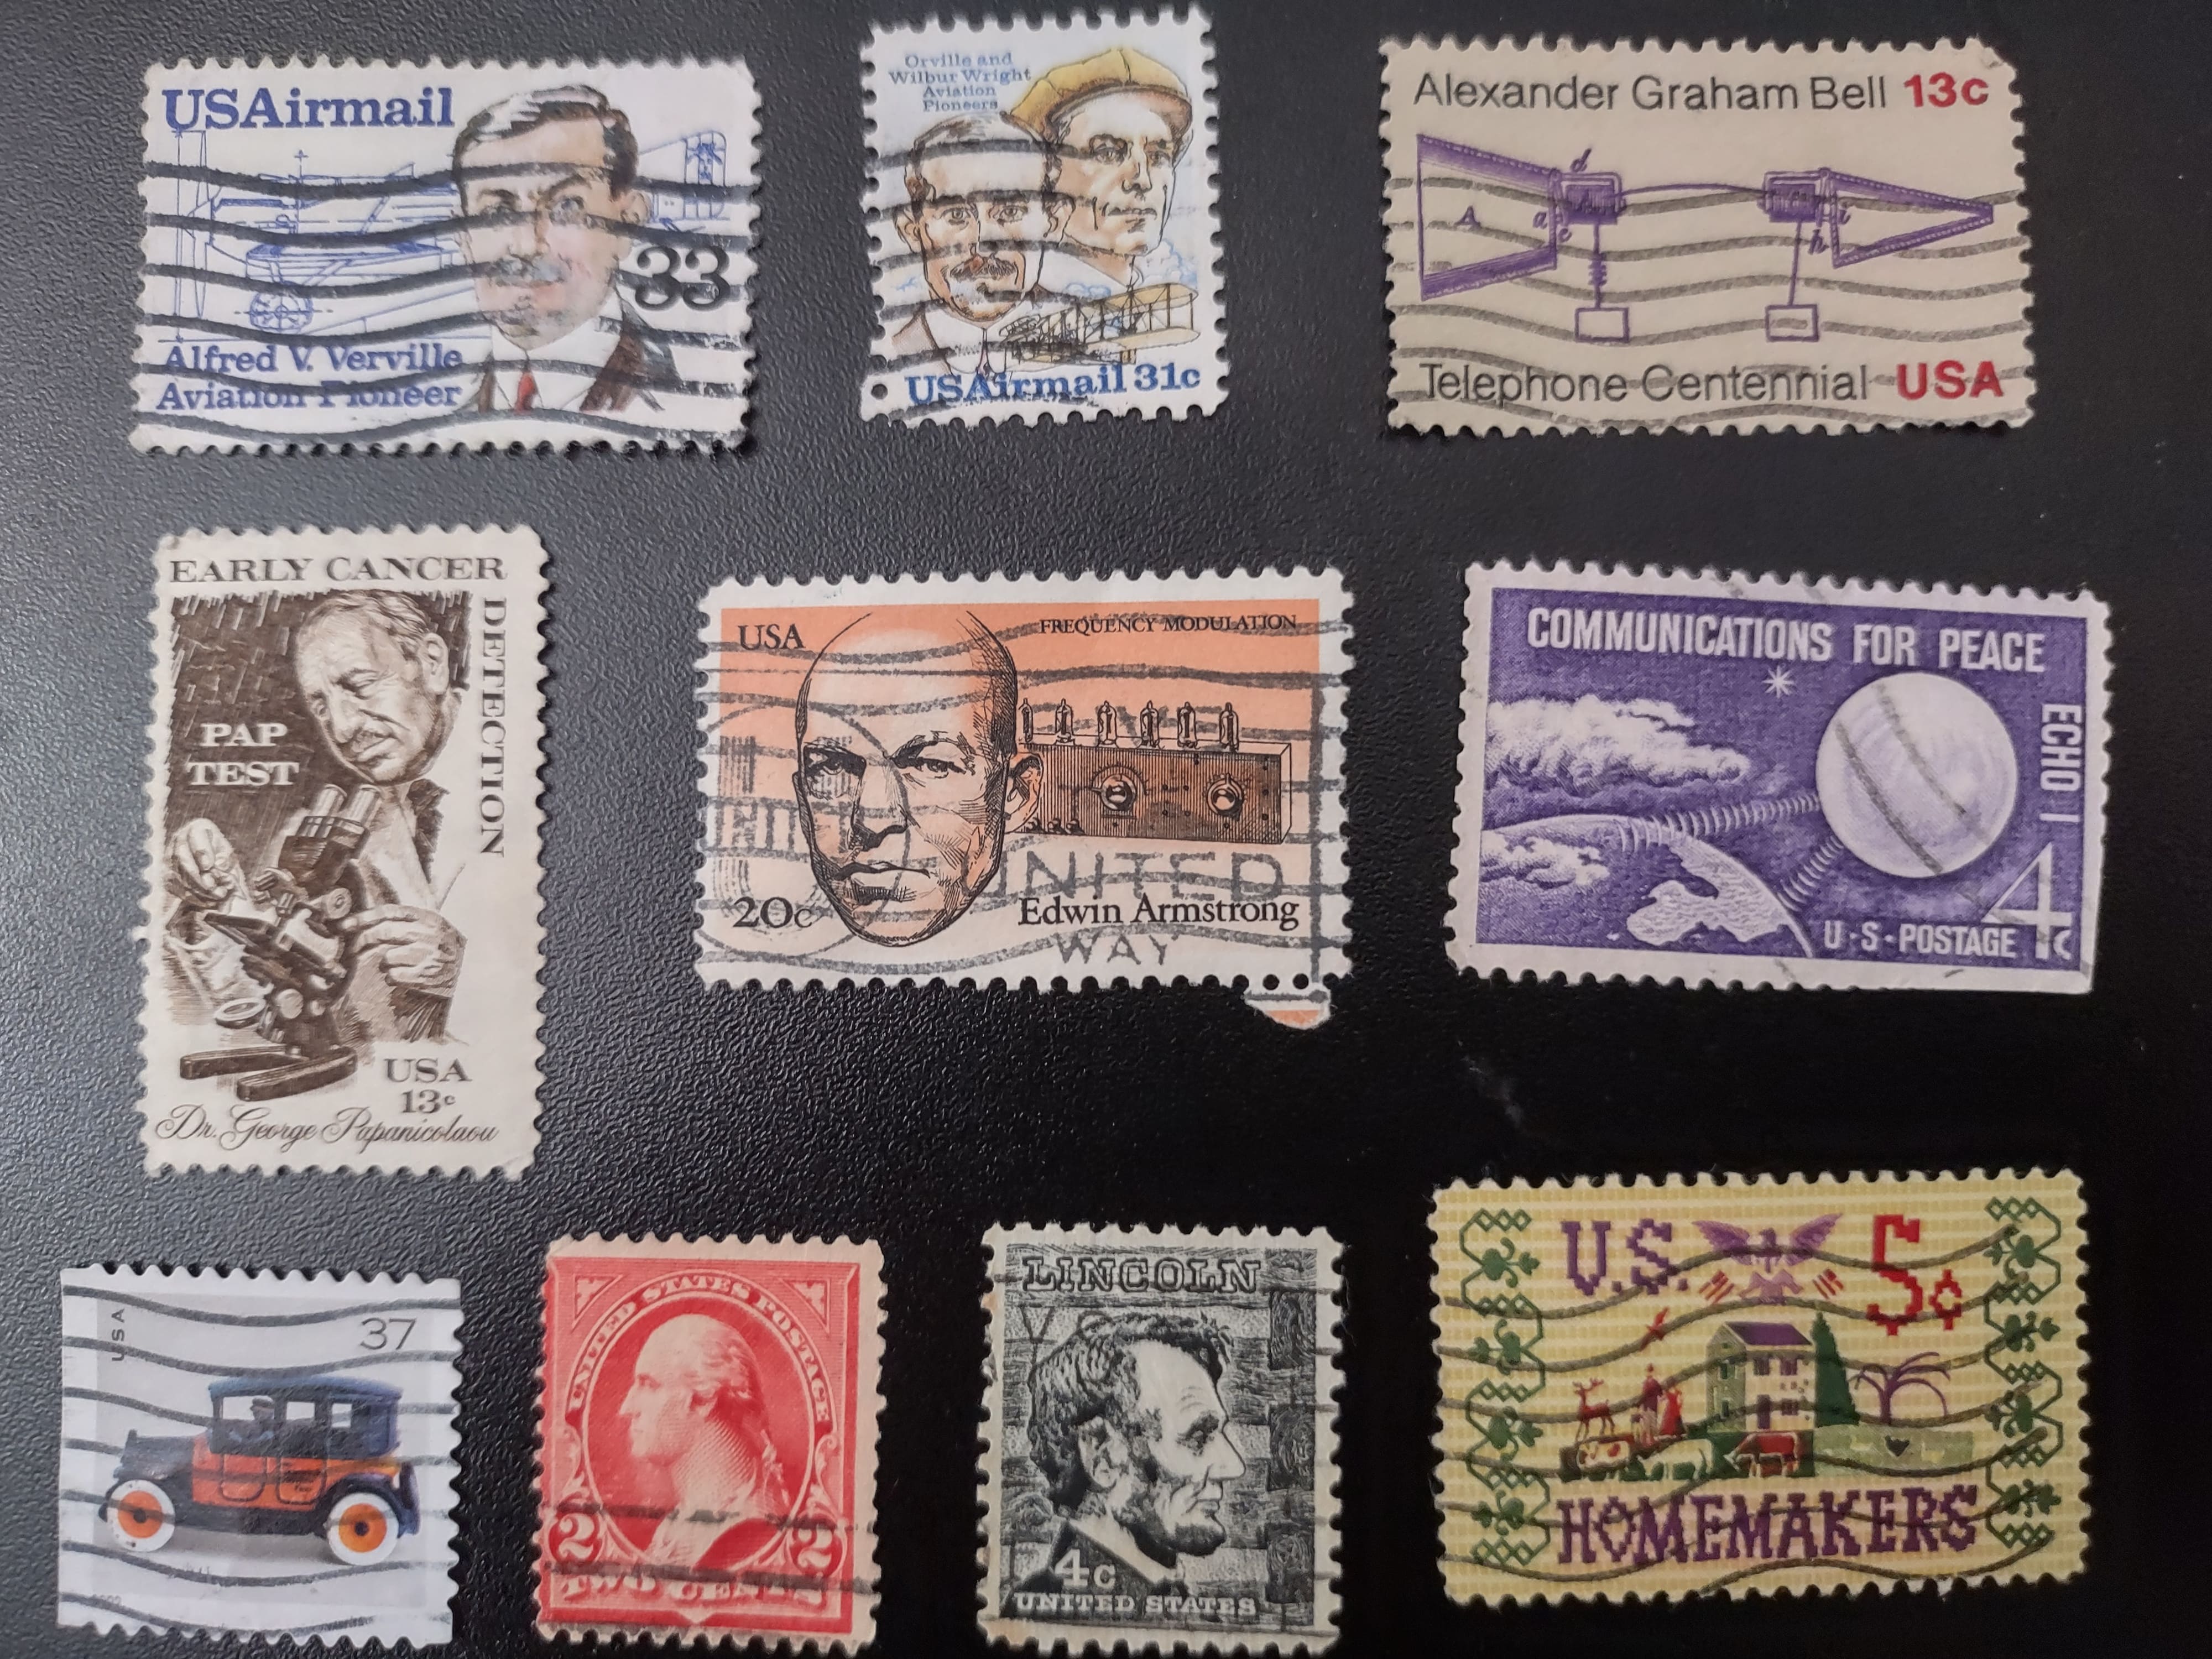 USAirmail
33
Alfred V. Verville
Aviation Pioneer
Orville and
Wilbur Wright
Aviation
Pioneers
USAirmail 31c
Alexander Graham Bell 13c
A
d
a
e
i
h
Telephone Centennial USA
EARLY CANCER
DETECTION
PAP
TEST
USA
13c
Dr. George Papanicolaou
USA
FREQUENCY MODULATION
20c
Edwin Armstrong
UNITED
WAY
COMMUNICATIONS FOR PEACE
ECHO I
U·S·POSTAGE 4c
USA
37
UNITED STATES POSTAGE
2 2
TWO CENTS
LINCOLN
4c
UNITED STATES
U.S. 5¢
HOMEMAKERS